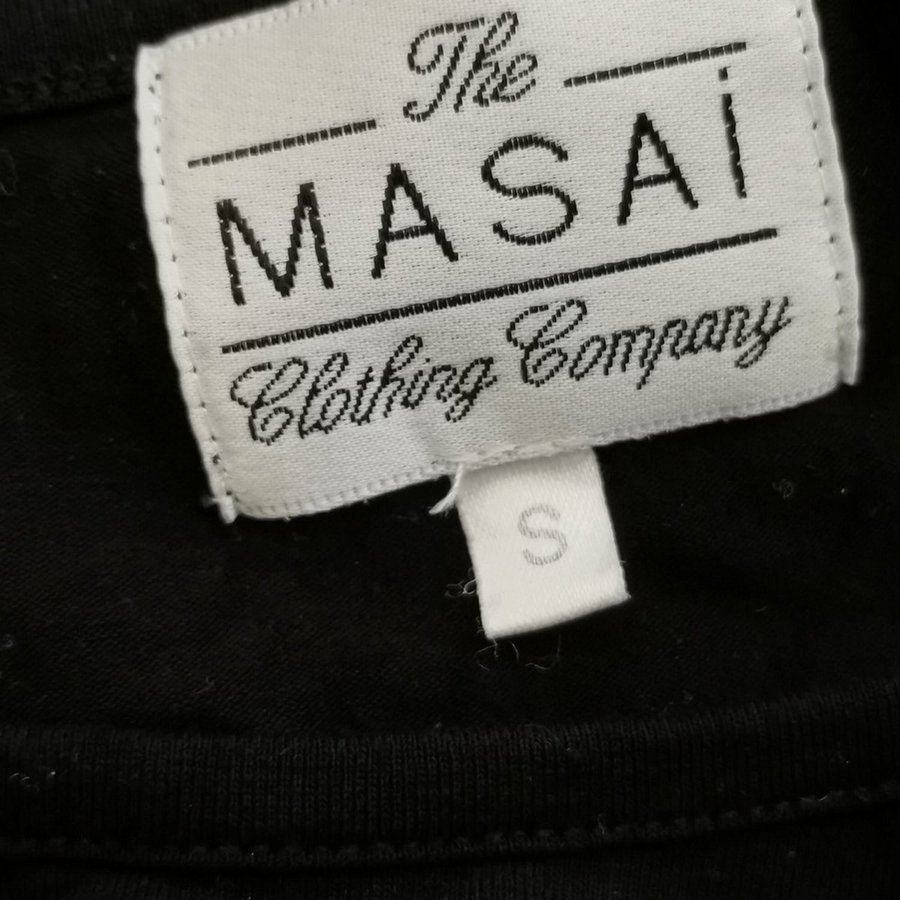 The
MASAİ
Clothing Company
S